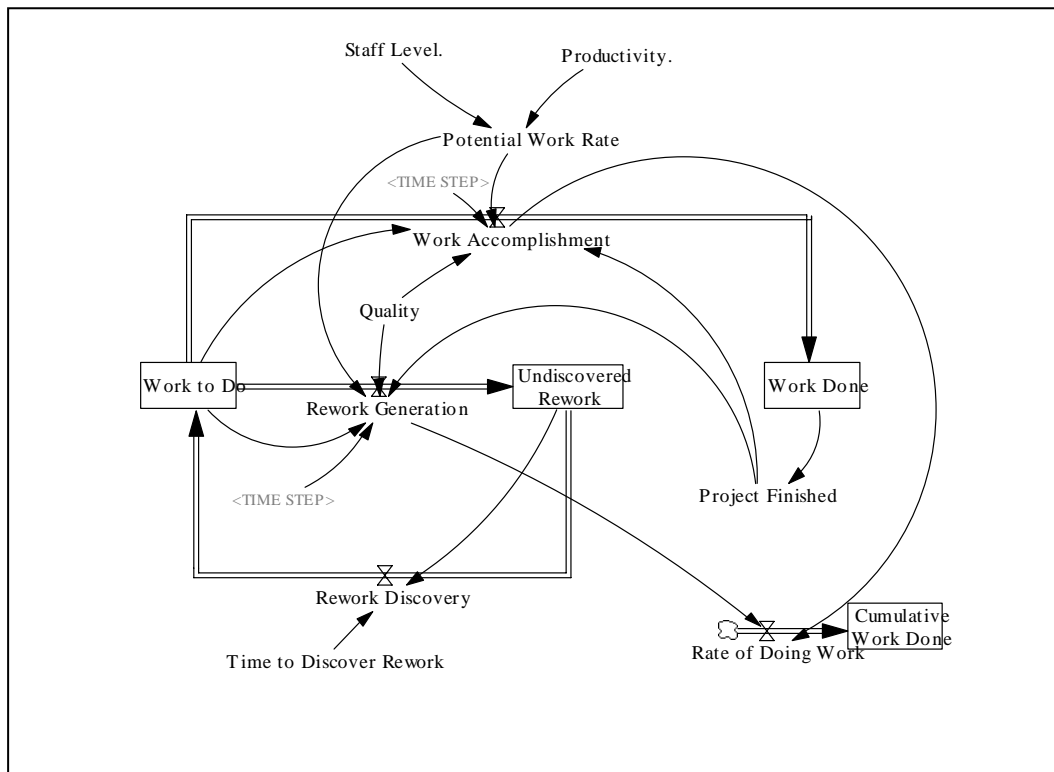 Staff Level.
Productivity.
Potential Work Rate
<TIME STEP>
Work Accomplishment
Quality
Work to Do
Undiscovered
Rework
Work Done
Rework Generation
<TIME STEP>
Project Finished
Rework Discovery
Time to Discover Rework
Cumulative
Work Done
Rate of Doing Work